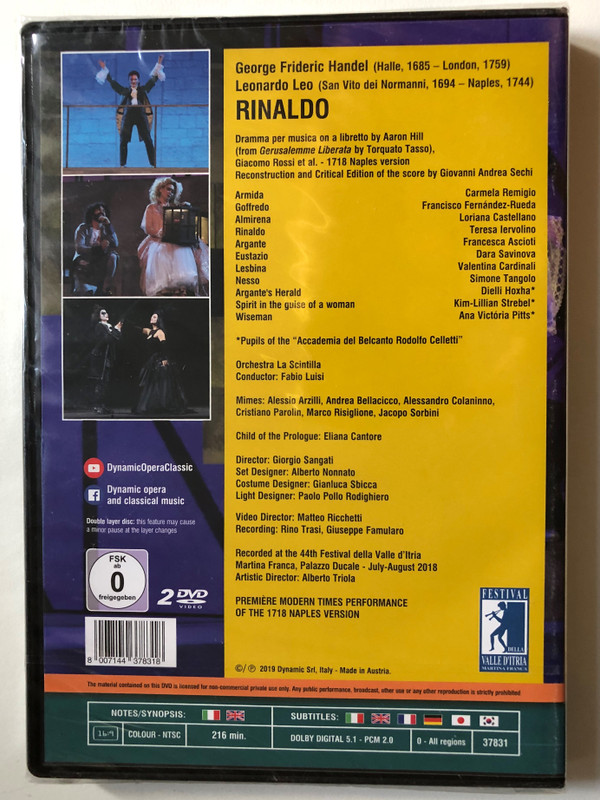 George Frideric Handel (Halle, 1685 – London, 1759)
Leonardo Leo (San Vito dei Normanni, 1694 – Naples, 1744)
RINALDO
Dramma per musica on a libretto by Aaron Hill
(from Gerusalemme Liberata by Torquato Tasso),
Giacomo Rossi et al. - 1718 Naples version
Reconstruction and Critical Edition of the score by Giovanni Andrea Sechi
Armida Carmela Remigio
Goffredo Francisco Fernández-Rueda
Almirena Loriana Castellano
Rinaldo Teresa Iervolino
Argante Francesca Ascioti
Eustazio Dara Savinova
Lesbina Valentina Cardinali
Nesso Simone Tangolo
Argante's Herald Dielli Hoxha*
Spirit in the guise of a woman Kim-Lillian Strebel*
Wiseman Ana Victória Pitts*
*Pupils of the "Accademia del Belcanto Rodolfo Celletti"
Orchestra La Scintilla
Conductor: Fabio Luisi
Mimes: Alessio Arzilli, Andrea Bellacicco, Alessandro Colaninno,
Cristiano Parolin, Marco Risiglione, Jacopo Sorbini
Child of the Prologue: Eliana Cantore
Director: Giorgio Sangati
Set Designer: Alberto Nonnato
Costume Designer: Gianluca Sbicca
Light Designer: Paolo Pollo Rodighiero
Video Director: Matteo Ricchetti
Recording: Rino Trasi, Giuseppe Famularo
Recorded at the 44th Festival della Valle d'Itria
Martina Franca, Palazzo Ducale - July-August 2018
Artistic Director: Alberto Triola
PREMIÈRE MODERN TIMES PERFORMANCE
OF THE 1718 NAPLES VERSION
©/℗ 2019 Dynamic Srl, Italy - Made in Austria.
FESTIVAL
DELLA
VALLE D'ITRIA
MARTINA FRANCA
DynamicOperaClassic
Dynamic opera
and classical music
Double layer disc: this feature may cause
a minor pause at the layer changes
FSK
ab
0
freigegeben
2 DVD
VIDEO
8 007144 378318
The material contained on this DVD is licensed for non-commercial private use only. Any public performance, broadcast, other use or any other reproduction is strictly prohibited
NOTES/SYNOPSIS: SUBTITLES:
16:9 COLOUR - NTSC 216 min. DOLBY DIGITAL 5.1 - PCM 2.0 0 - All regions 37831